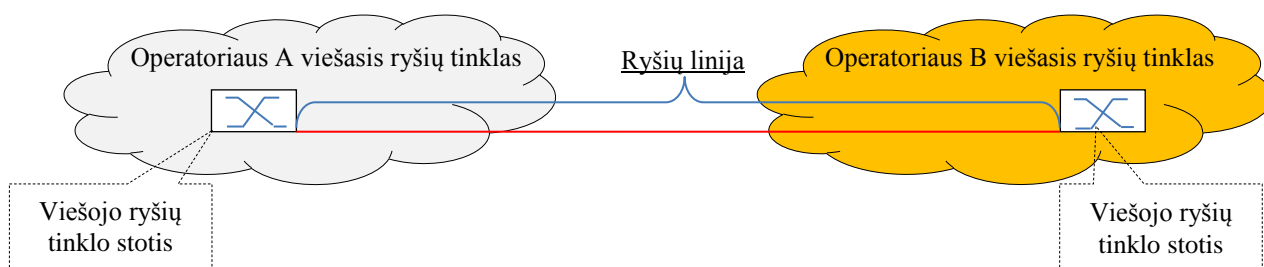 Operatoriaus A viešasis ryšių tinklas
Ryšių linija
Operatoriaus B viešasis ryšių tinklas
Viešojo ryšių
tinklo stotis
Viešojo ryšių
tinklo stotis